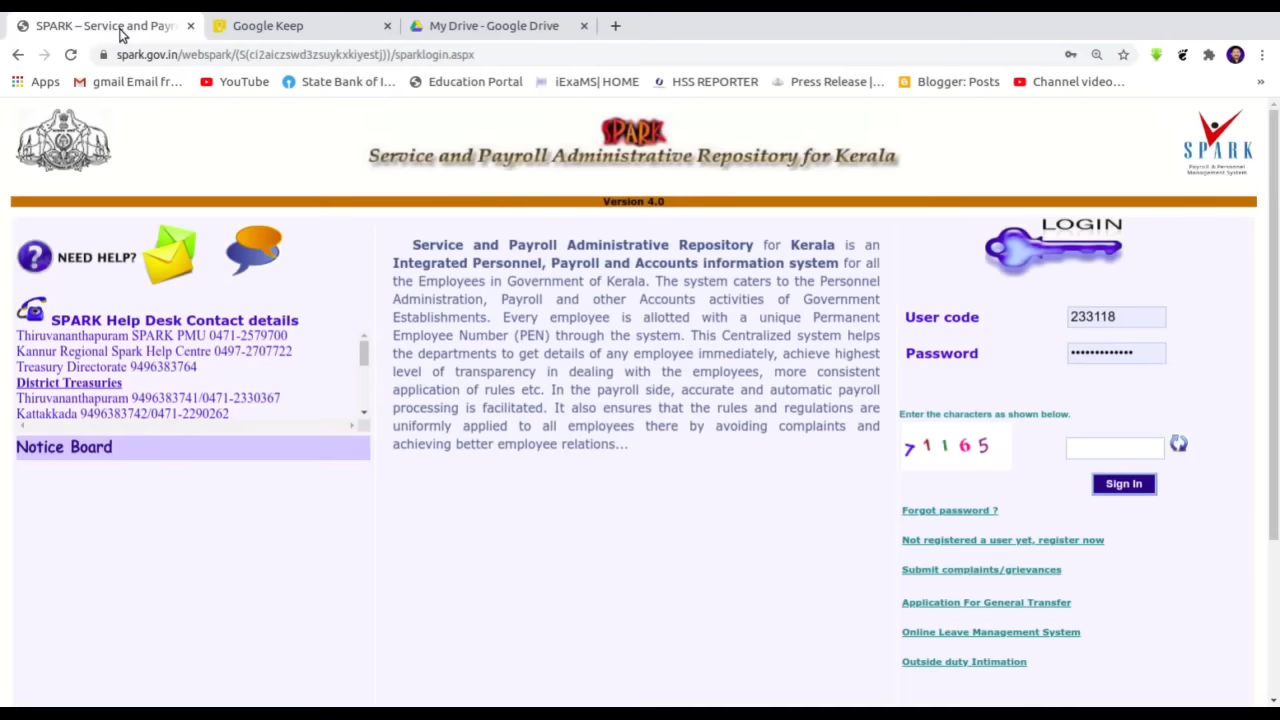 SPARK – Service and Payr
Google Keep
My Drive - Google Drive
spark.gov.in/webspark/(S(ci2aiczswd3zsuykxkiyestj))/sparklogin.aspx
Apps
gmail Email fr...
YouTube
State Bank of I...
Education Portal
iExaMS| HOME
HSS REPORTER
Press Release |...
Blogger: Posts
Channel video...
»
SPARK
Service and Payroll Administrative Repository for Kerala
SPARK
Payroll & Personnel
Management System
Version 4.0
NEED HELP?
SPARK Help Desk Contact details
Thiruvananthapuram SPARK PMU 0471-2579700
Kannur Regional Spark Help Centre 0497-2707722
Treasury Directorate 9496383764
District Treasuries
Thiruvananthapuram 9496383741/0471-2330367
Kattakkada 9496383742/0471-2290262
Notice Board
Service and Payroll Administrative Repository for Kerala is an
Integrated Personnel, Payroll and Accounts information system for all
the Employees in Government of Kerala. The system caters to the Personnel
Administration, Payroll and other Accounts activities of Government
Establishments. Every employee is allotted with a unique Permanent
Employee Number (PEN) through the system. This Centralized system helps
the departments to get details of any employee immediately, achieve highest
level of transparency in dealing with the employees, more consistent
application of rules etc. In the payroll side, accurate and automatic payroll
processing is facilitated. It also ensures that the rules and regulations are
uniformly applied to all employees there by avoiding complaints and
achieving better employee relations...
LOGIN
User code
233118
Password
•••••••••••••
Enter the characters as shown below.
71165
Sign In
Forgot password ?
Not registered a user yet, register now
Submit complaints/grievances
Application For General Transfer
Online Leave Management System
Outside duty Intimation